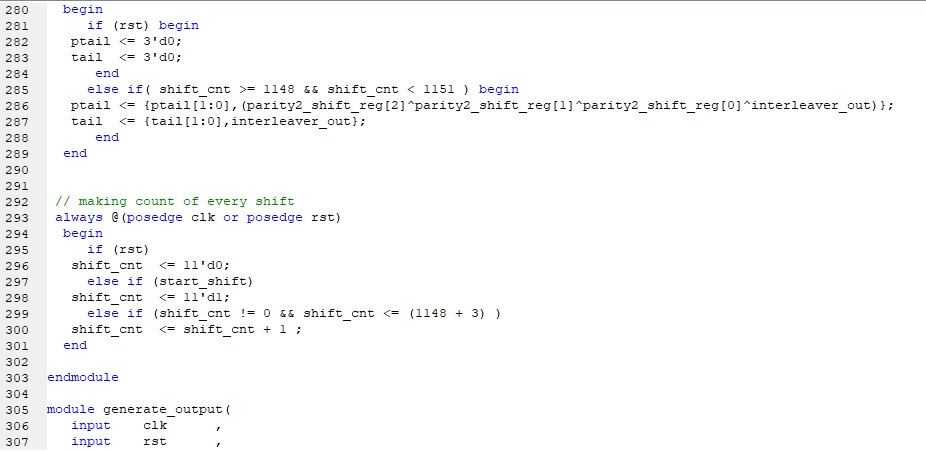 280 begin
281 if (rst) begin
282 ptail <= 3'd0;
283 tail <= 3'd0;
284 end
285 else if( shift_cnt >= 1148 && shift_cnt < 1151 ) begin
286 ptail <= {ptail[1:0],(parity2_shift_reg[2]^parity2_shift_reg[1]^parity2_shift_reg[0]^interleaver_out)};
287 tail <= {tail[1:0],interleaver_out};
288 end
289 end
290
291
292 // making count of every shift
293 always @(posedge clk or posedge rst)
294 begin
295 if (rst)
296 shift_cnt <= 11'd0;
297 else if (start_shift)
298 shift_cnt <= 11'd1;
299 else if (shift_cnt != 0 && shift_cnt <= (1148 + 3) )
300 shift_cnt <= shift_cnt + 1 ;
301 end
302
303 endmodule
304
305 module generate_output(
306 input clk ,
307 input rst ,